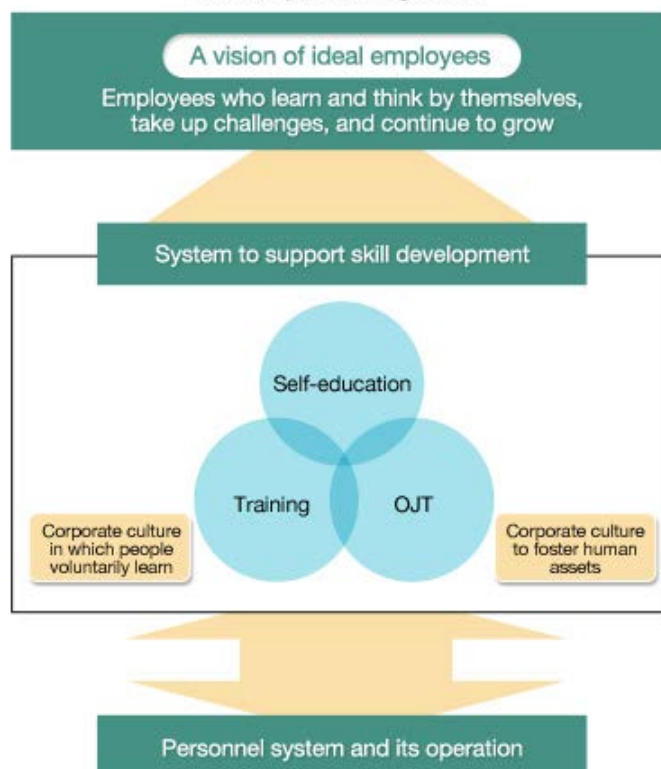 A vision of ideal employees
Employees who learn and think by themselves,
take up challenges, and continue to grow
System to support skill development
Self-education
Training
OJT
Corporate culture
in which people
voluntarily learn
Corporate culture
to foster human
assets
Personnel system and its operation